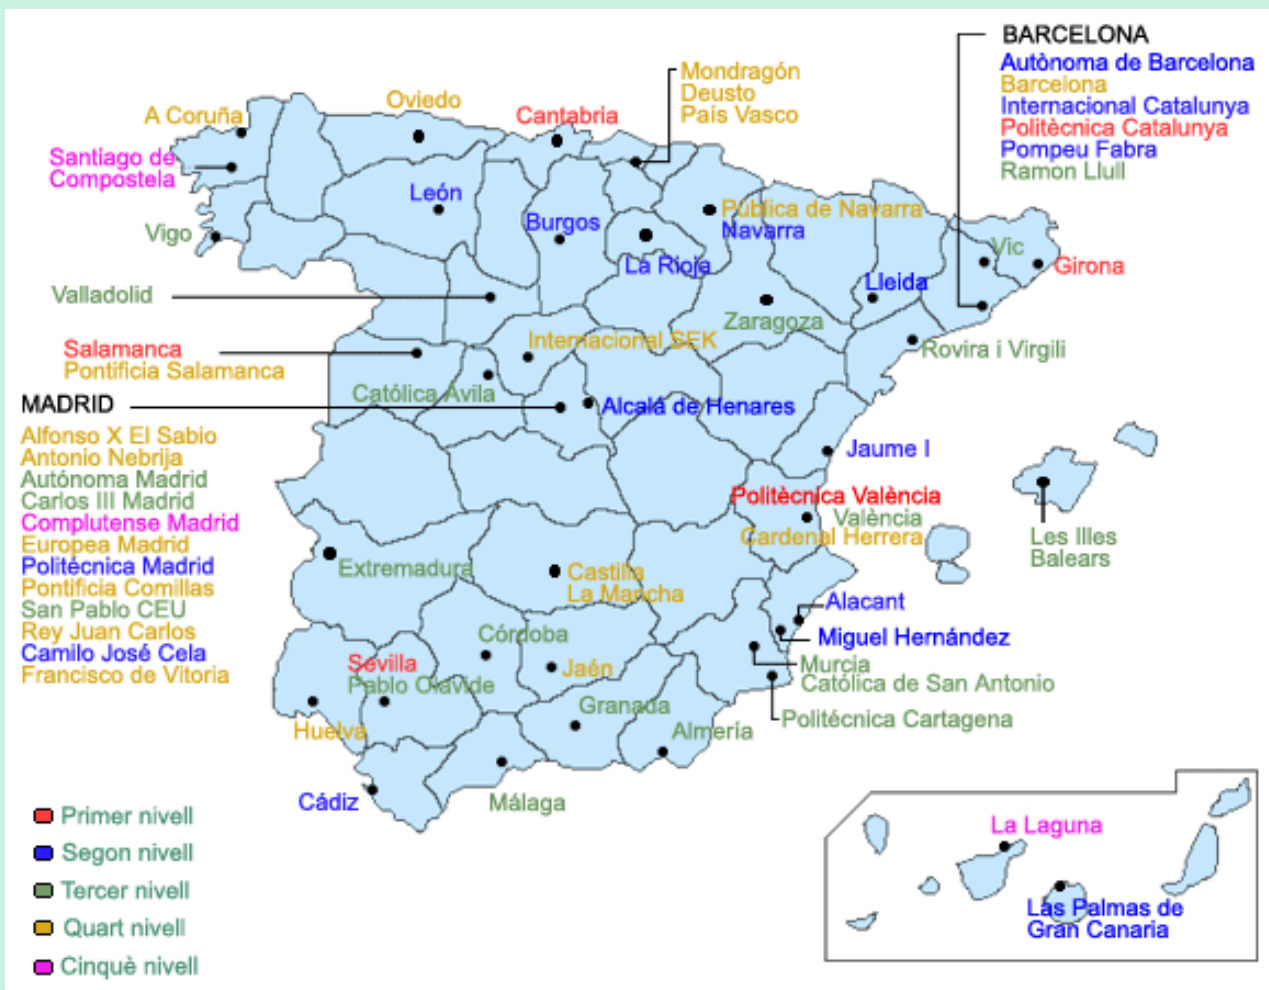 BARCELONA
Autònoma de Barcelona
Barcelona
Internacional Catalunya
Politècnica Catalunya
Pompeu Fabra
Ramon Llull
Mondragón
Deusto
País Vasco
Oviedo
Cantabria
A Coruña
Santiago de
Compostela
León
Burgos
Pública de Navarra
Navarra
Vigo
La Rioja
Vic
Girona
Lleida
Valladolid
Zaragoza
Internacional SEK
Rovira i Virgili
Salamanca
Pontificia Salamanca
Católica Ávila
MADRID
Alcalá de Henares
Alfonso X El Sabio
Antonio Nebrija
Autónoma Madrid
Carlos III Madrid
Complutense Madrid
Europea Madrid
Politécnica Madrid
Pontificia Comillas
San Pablo CEU
Rey Juan Carlos
Camilo José Cela
Francisco de Vitoria
Jaume I
Politècnica València
València
Cardenal Herrera
Les Illes
Balears
Extremadura
Castilla
La Mancha
Alacant
Miguel Hernández
Córdoba
Sevilla
Pablo Olavide
Jaén
Murcia
Católica de San Antonio
Granada
Politécnica Cartagena
Huelva
Almería
Cádiz
Málaga
La Laguna
Las Palmas de
Gran Canaria
Primer nivell
Segon nivell
Tercer nivell
Quart nivell
Cinquè nivell